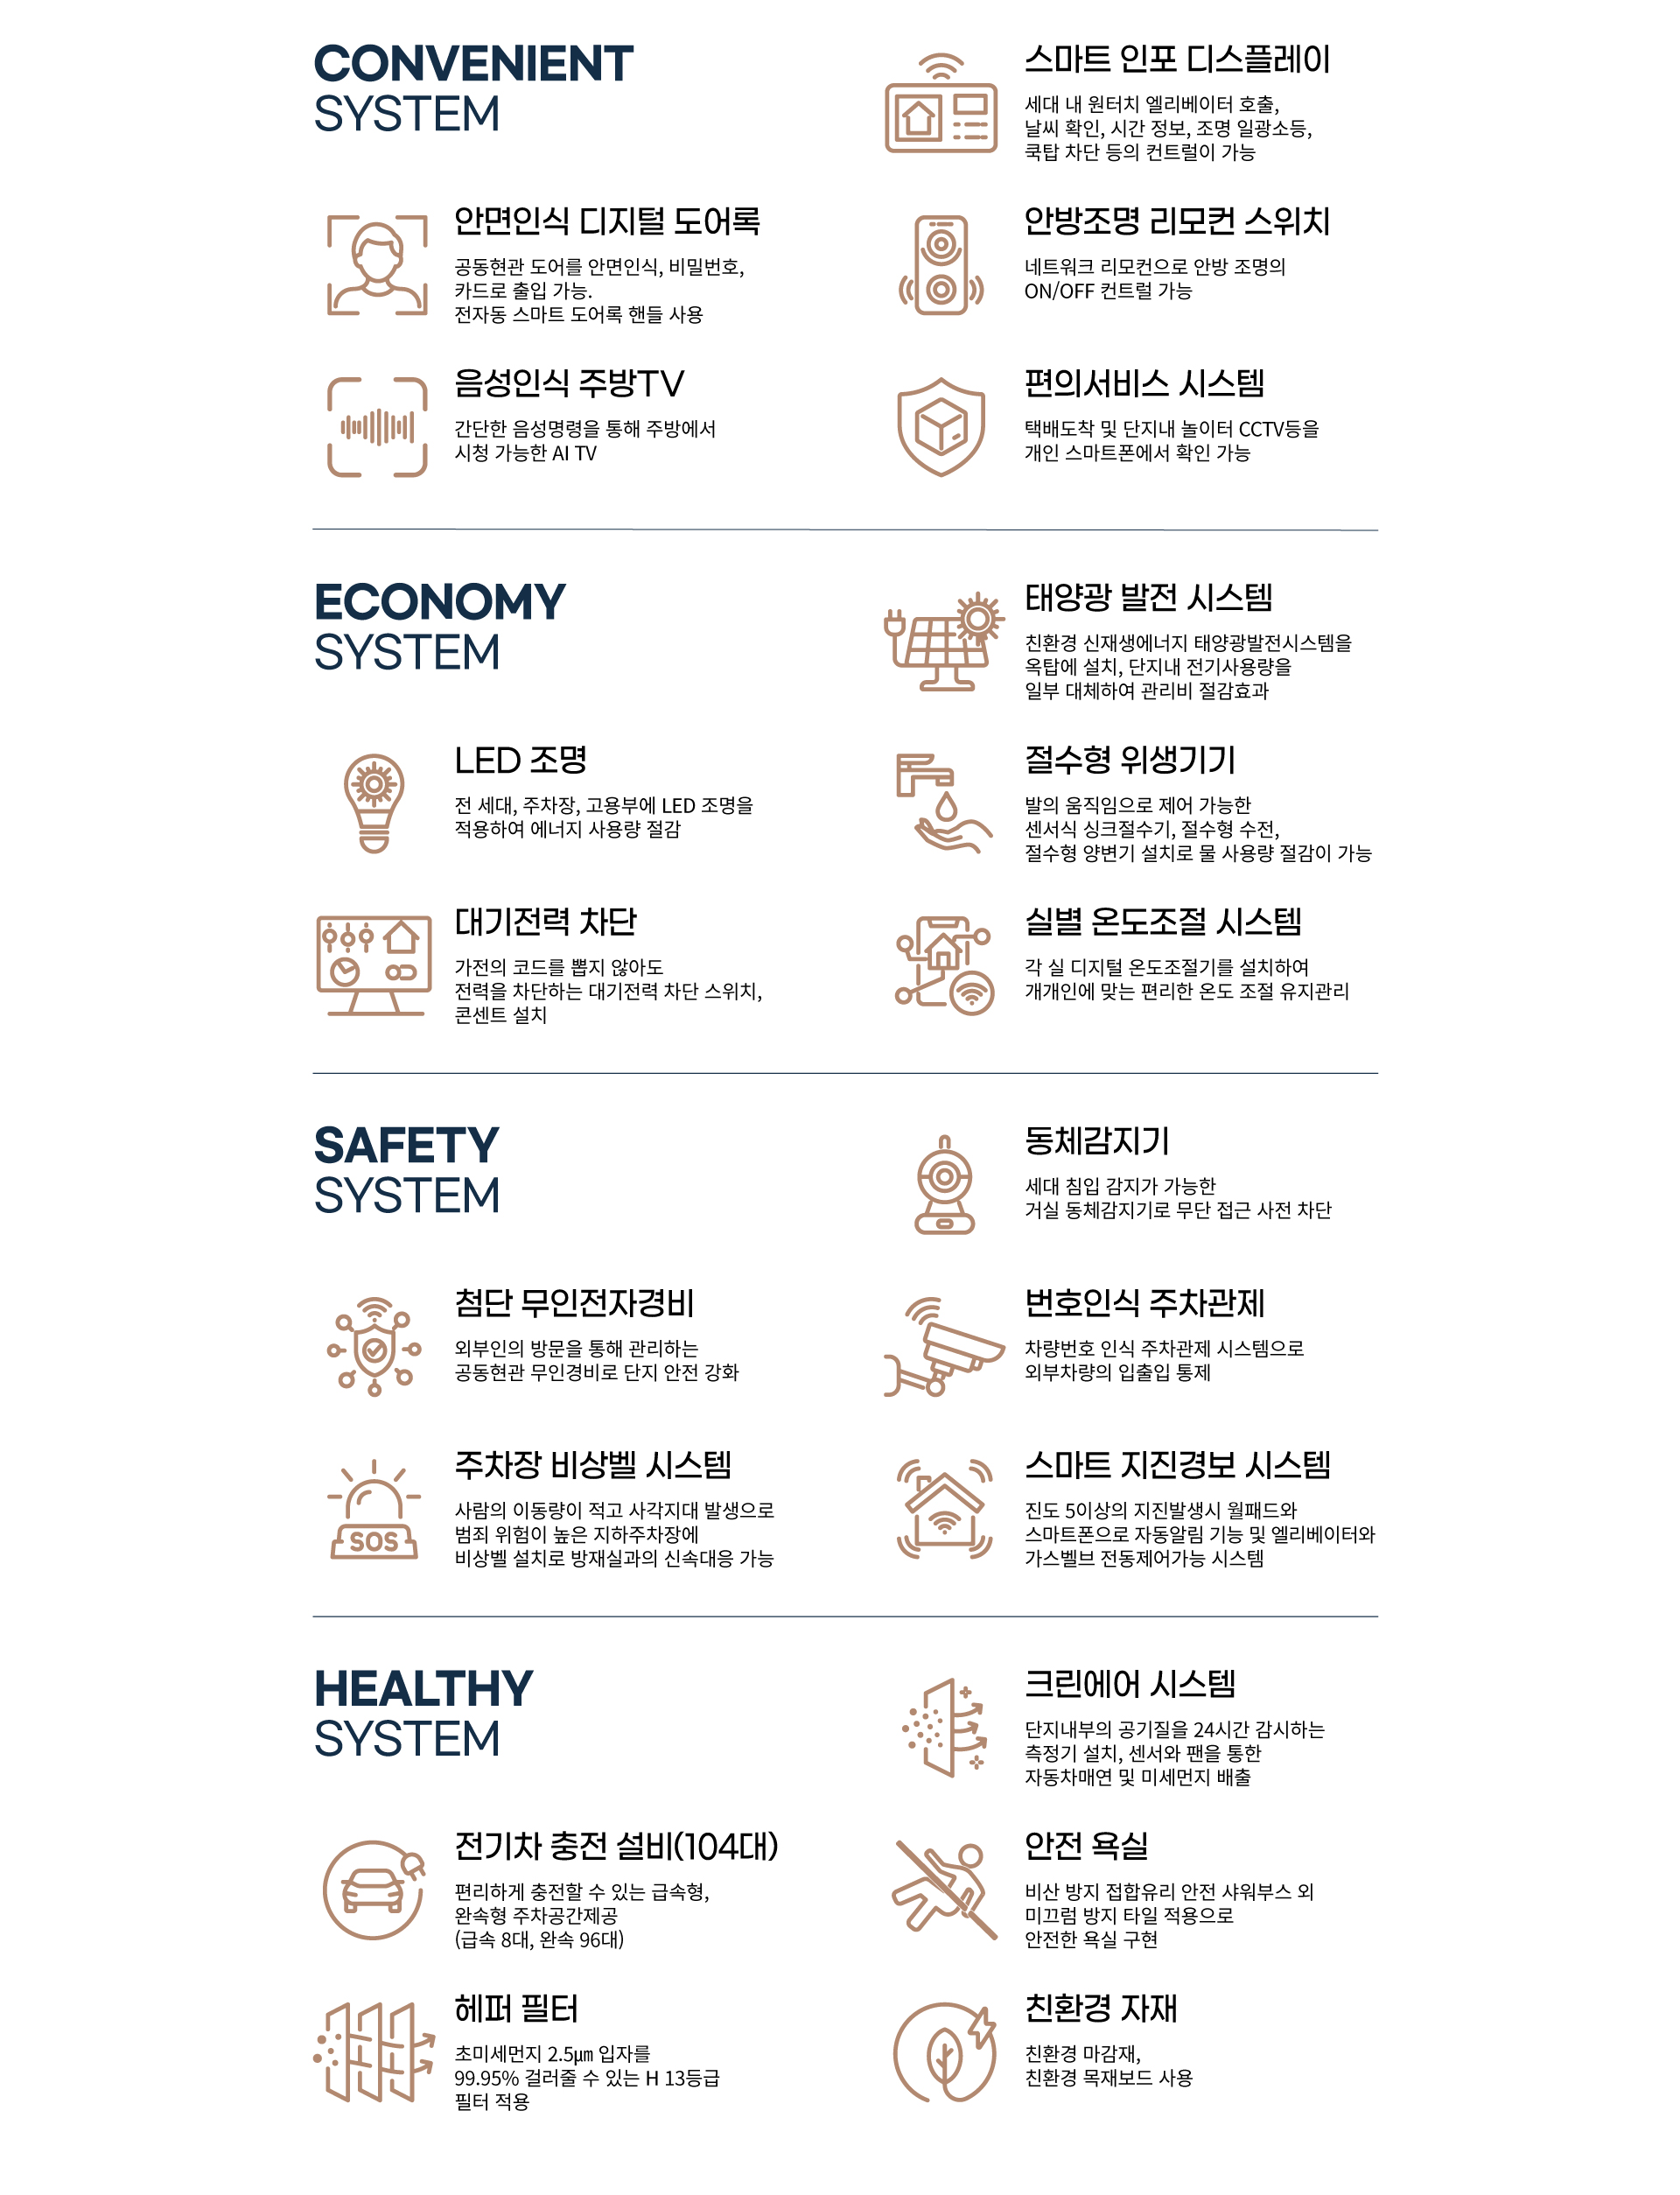 CONVENIENT
SYSTEM
스마트 인포 디스플레이
세대 내 원터치 엘리베이터 호출,
날씨 확인, 시간 정보, 조명 일광소등,
쿡탑 차단 등의 컨트럴이 가능
안면인식 디지털 도어록
공동현관 도어를 안면인식, 비밀번호,
카드로 출입 가능.
전자동 스마트 도어록 핸들 사용
안방조명 리모컨 스위치
네트워크 리모컨으로 안방 조명의
ON/OFF 컨트럴 가능
음성인식 주방TV
간단한 음성명령을 통해 주방에서
시청 가능한 AI TV
편의서비스 시스템
택배도착 및 단지내 놀이터 CCTV등을
개인 스마트폰에서 확인 가능
ECONOMY
SYSTEM
태양광 발전 시스템
친환경 신재생에너지 태양광발전시스템을
옥탑에 설치, 단지내 전기사용량을
일부 대체하여 관리비 절감효과
LED 조명
전 세대, 주차장, 고용부에 LED 조명을
적용하여 에너지 사용량 절감
절수형 위생기기
발의 움직임으로 제어 가능한
센서식 싱크절수기, 절수형 수전,
절수형 양변기 설치로 물 사용량 절감이 가능
대기전력 차단
가전의 코드를 뽑지 않아도
전력을 차단하는 대기전력 차단 스위치,
콘센트 설치
실별 온도조절 시스템
각 실 디지털 온도조절기를 설치하여
개개인에 맞는 편리한 온도 조절 유지관리
SAFETY
SYSTEM
동체감지기
세대 침입 감지가 가능한
거실 동체감지기로 무단 접근 사전 차단
첨단 무인전자경비
외부인의 방문을 통해 관리하는
공동현관 무인경비로 단지 안전 강화
번호인식 주차관제
차량번호 인식 주차관제 시스템으로
외부차량의 입출입 통제
주차장 비상벨 시스템
사람의 이동량이 적고 사각지대 발생으로
범죄 위험이 높은 지하주차장에
비상벨 설치로 방재실과의 신속대응 가능
SOS
스마트 지진경보 시스템
진도 5이상의 지진발생시 월패드와
스마트폰으로 자동알림 기능 및 엘리베이터와
가스벨브 전동제어가능 시스템
HEALTHY
SYSTEM
크린에어 시스템
단지내부의 공기질을 24시간 감시하는
측정기 설치, 센서와 팬을 통한
자동차매연 및 미세먼지 배출
전기차 충전 설비(104대)
편리하게 충전할 수 있는 급속형,
완속형 주차공간제공
(급속 8대, 완속 96대)
안전 욕실
비산 방지 접합유리 안전 샤워부스 외
미끄럼 방지 타일 적용으로
안전한 욕실 구현
헤퍼 필터
초미세먼지 2.5㎛ 입자를
99.95% 걸러줄 수 있는 H 13등급
필터 적용
친환경 자재
친환경 마감재,
친환경 목재보드 사용